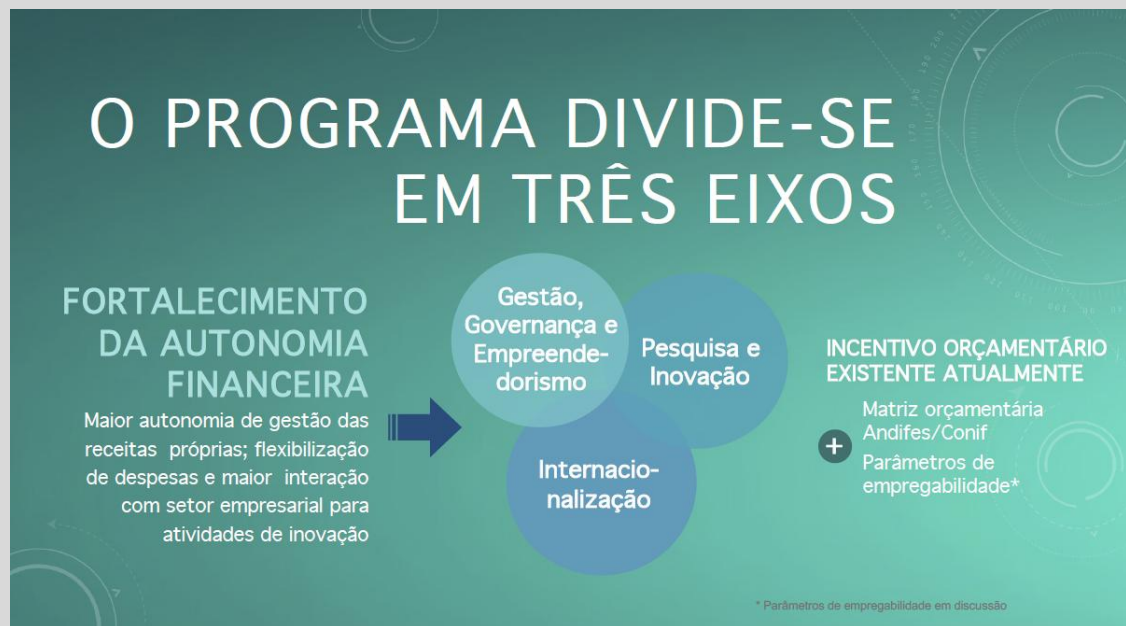 O PROGRAMA DIVIDE-SE
EM TRÊS EIXOS
FORTALECIMENTO
DA AUTONOMIA
FINANCEIRA
Maior autonomia de gestão das
receitas próprias; flexibilização
de despesas e maior interação
com setor empresarial para
atividades de inovação
Gestão,
Governança e
Empreende-
dorismo
Pesquisa e
Inovação
Internacio-
nalização
INCENTIVO ORÇAMENTÁRIO
EXISTENTE ATUALMENTE
Matriz orçamentária
Andifes/Conif
+
Parâmetros de
empregabilidade*
* Parâmetros de empregabilidade em discussão